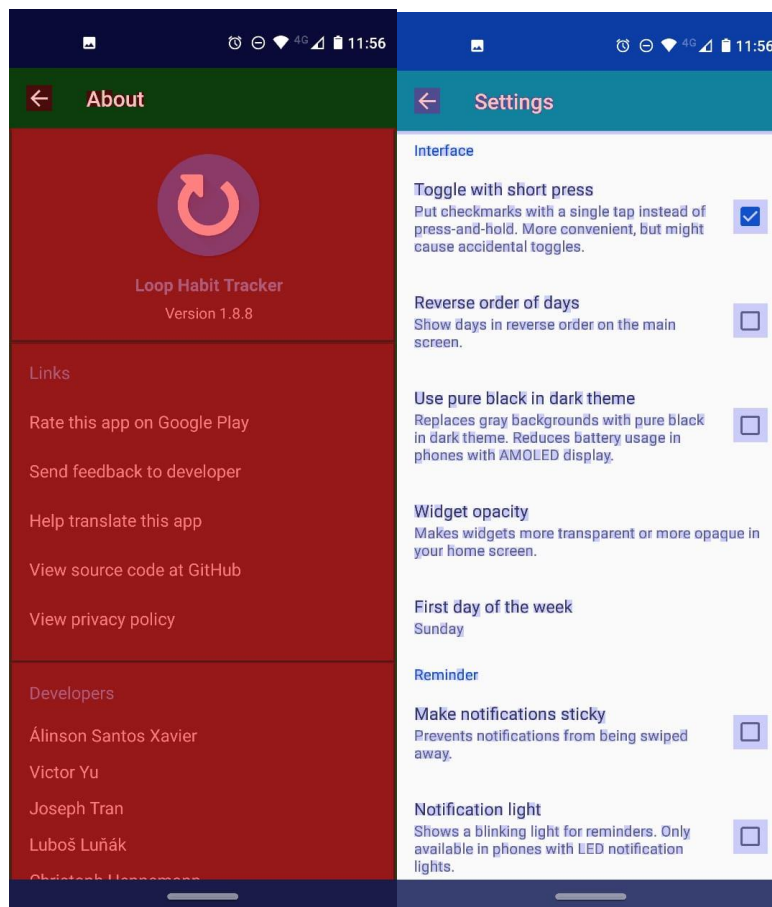 4G 11:56
About
Loop Habit Tracker
Version 1.8.8
Links
Rate this app on Google Play
Send feedback to developer
Help translate this app
View source code at GitHub
View privacy policy
Developers
Álinson Santos Xavier
Victor Yu
Joseph Tran
Luboš Luňák
Christoph Hennemann
4G 11:56
Settings
Interface
Toggle with short press
Put checkmarks with a single tap instead of
press-and-hold. More convenient, but might
cause accidental toggles.
Reverse order of days
Show days in reverse order on the main
screen.
Use pure black in dark theme
Replaces gray backgrounds with pure black
in dark theme. Reduces battery usage in
phones with AMOLED display.
Widget opacity
Makes widgets more transparent or more opaque in
your home screen.
First day of the week
Sunday
Reminder
Make notifications sticky
Prevents notifications from being swiped
away.
Notification light
Shows a blinking light for reminders. Only
available in phones with LED notification
lights.